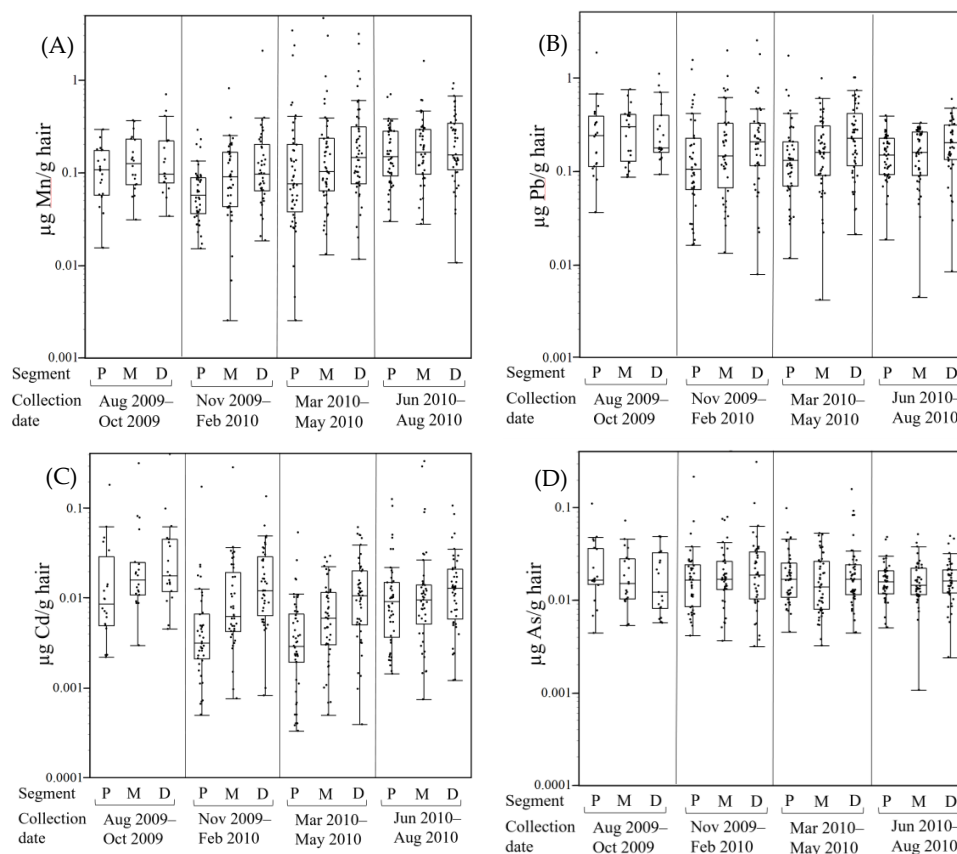 (A)
µg Mn/g hair
1
0.1
0.01
0.001
Segment P M D P M D P M D P M D
Collection date
Aug 2009–
Oct 2009
Nov 2009–
Feb 2010
Mar 2010–
May 2010
Jun 2010–
Aug 2010
(B)
µg Pb/g hair
1
0.1
0.01
0.001
Segment P M D P M D P M D P M D
Collection date
Aug 2009–
Oct 2009
Nov 2009–
Feb 2010
Mar 2010–
May 2010
Jun 2010–
Aug 2010
(C)
µg Cd/g hair
0.1
0.01
0.001
0.0001
Segment P M D P M D P M D P M D
Collection date
Aug 2009–
Oct 2009
Nov 2009–
Feb 2010
Mar 2010–
May 2010
Jun 2010–
Aug 2010
(D)
µg As/g hair
0.1
0.01
0.001
0.0001
Segment P M D P M D P M D P M D
Collection date
Aug 2009–
Oct 2009
Nov 2009–
Feb 2010
Mar 2010–
May 2010
Jun 2010–
Aug 2010